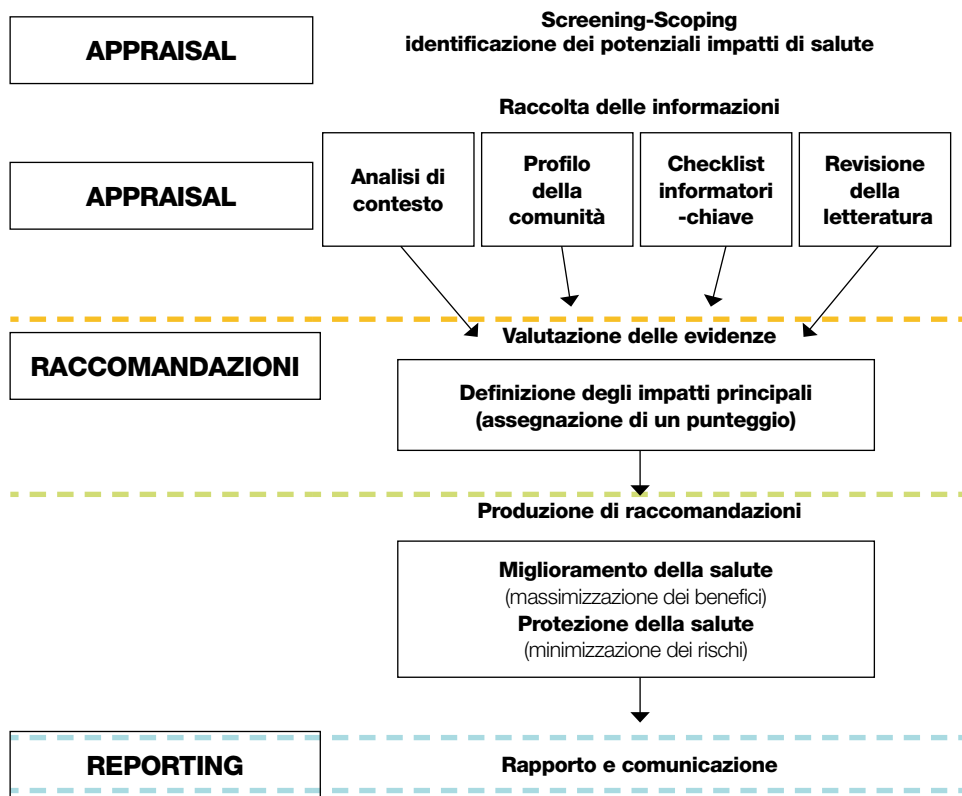 APPRAISAL
Screening-Scoping
identificazione dei potenziali impatti di salute
Raccolta delle informazioni
APPRAISAL
Analisi di
contesto
Profilo
della
comunità
Checklist
informatori
-chiave
Revisione
della
letteratura
Valutazione delle evidenze
RACCOMANDAZIONI
Definizione degli impatti principali
(assegnazione di un punteggio)
Produzione di raccomandazioni
Miglioramento della salute
(massimizzazione dei benefici)
Protezione della salute
(minimizzazione dei rischi)
REPORTING
Rapporto e comunicazione